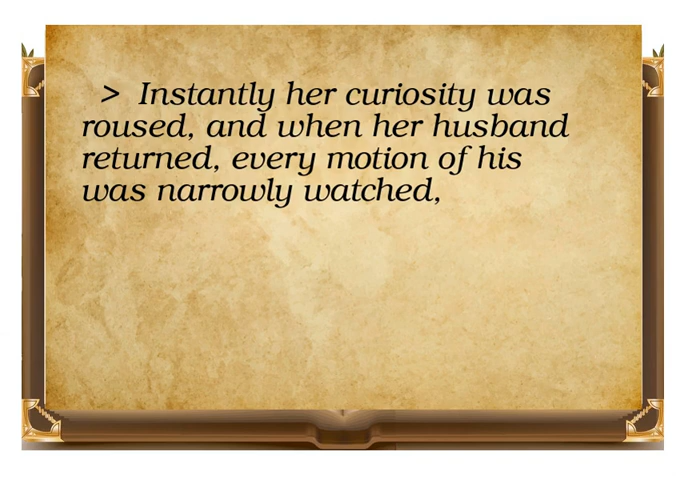 > Instantly her curiosity was
roused, and when her husband
returned, every motion of his
was narrowly watched,